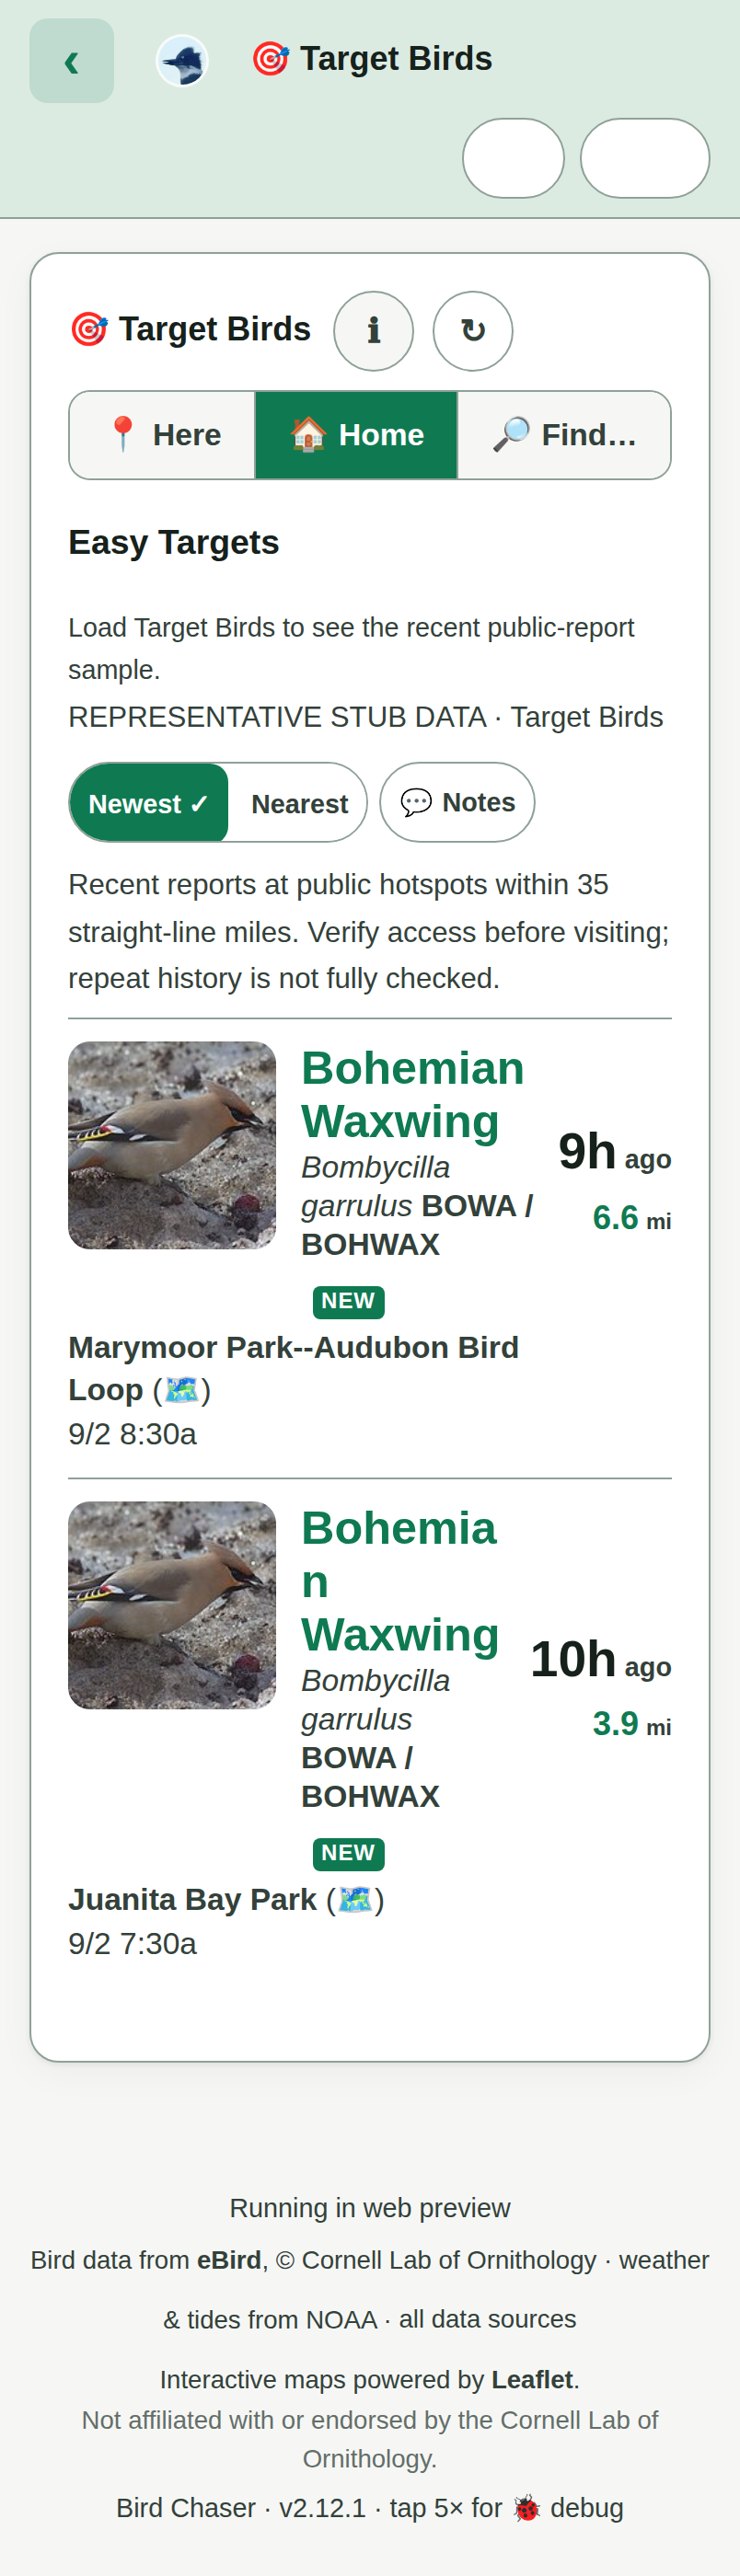 ‹ 🎯 Target Birds
🎯 Target Birds ℹ ↻
📍 Here 🏠 Home 🔎 Find…
Easy Targets
Load Target Birds to see the recent public-report
sample.
REPRESENTATIVE STUB DATA · Target Birds
Newest ✓ Nearest 💬 Notes
Recent reports at public hotspots within 35
straight-line miles. Verify access before visiting;
repeat history is not fully checked.
Bohemian
Waxwing
Bombycilla
garrulus BOWA /
BOHWAX
9h ago
6.6 mi
NEW
Marymoor Park--Audubon Bird
Loop (🗺️)
9/2 8:30a
Bohemia
n
Waxwing
Bombycilla
garrulus
BOWA /
BOHWAX
10h ago
3.9 mi
NEW
Juanita Bay Park (🗺️)
9/2 7:30a
Running in web preview
Bird data from eBird, © Cornell Lab of Ornithology · weather
& tides from NOAA · all data sources
Interactive maps powered by Leaflet.
Not affiliated with or endorsed by the Cornell Lab of
Ornithology.
Bird Chaser · v2.12.1 · tap 5× for 🐞 debug